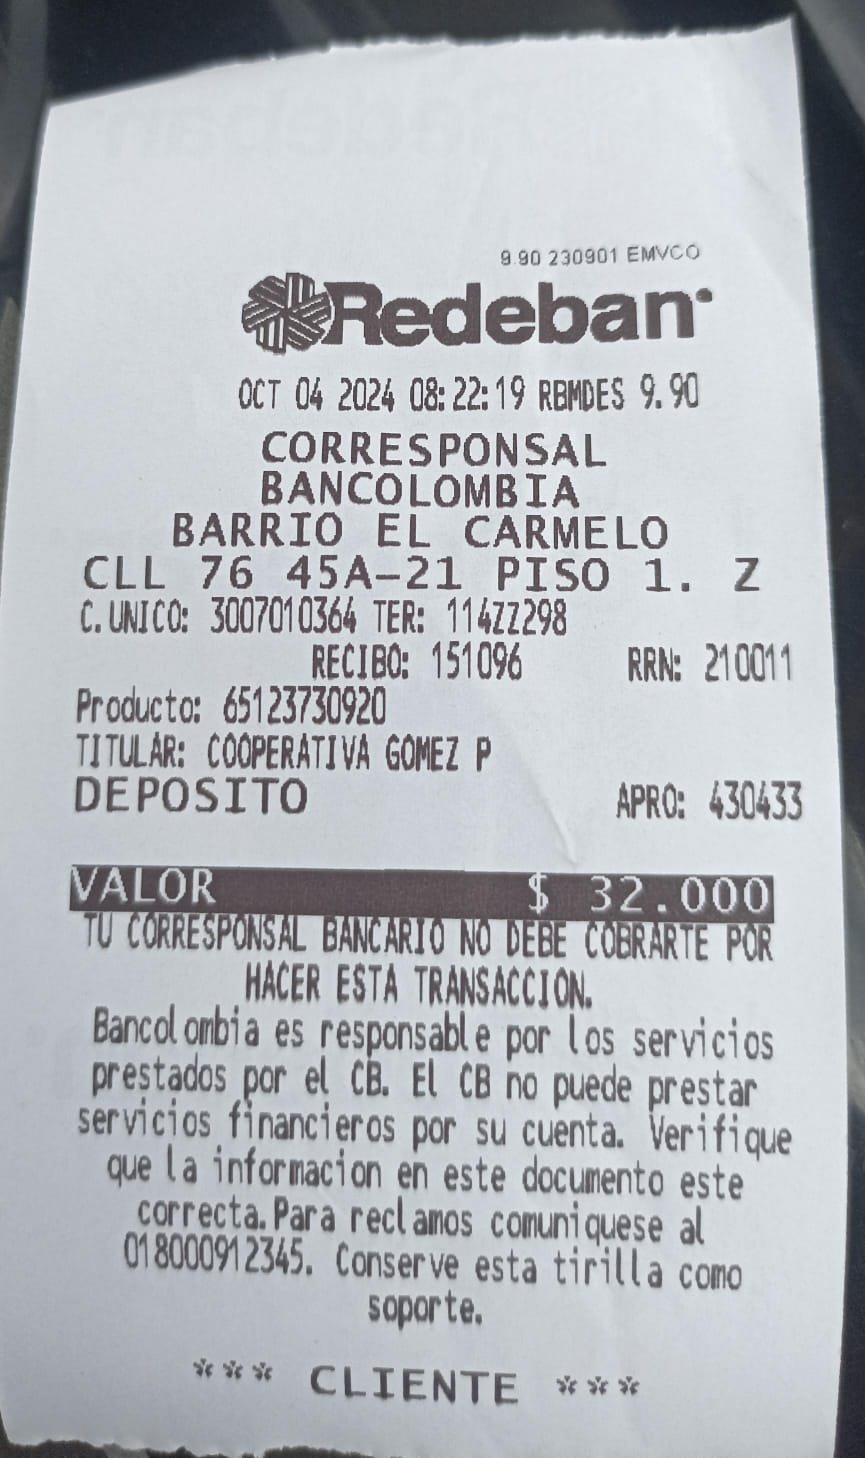 9.90 230901 EMVCO
Redeban
OCT 04 2024 08:22:19 RBMDES 9.90
CORRESPONSAL
BANCOLOMBIA
BARRIO EL CARMELO
CLL 76 45A-21 PISO 1. Z
C.UNICO: 3007010364 TER: 114ZZ298
RECIBO: 151096 RRN: 210011
Producto: 65123730920
TITULAR: COOPERATIVA GOMEZ P
DEPOSITO APRO: 430433
VALOR $ 32.000
TU CORRESPONSAL BANCARIO NO DEBE COBRARTE POR
HACER ESTA TRANSACCION.
Bancolombia es responsable por los servicios
prestados por el CB. El CB no puede prestar
servicios financieros por su cuenta. Verifique
que la informacion en este documento este
correcta.Para reclamos comuniquese al
018000912345. Conserve esta tirilla como
soporte.
*** CLIENTE ***